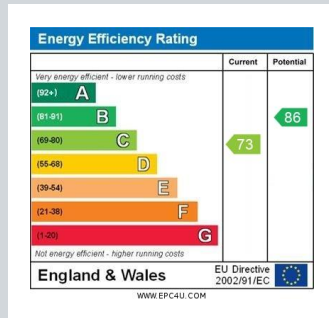 Energy Efficiency Rating
Current Potential
Very energy efficient - lower running costs
(92+) A
(81-91) B
86
(69-80) C
73
(55-68) D
(39-54) E
(21-38) F
(1-20) G
Not energy efficient - higher running costs
England & Wales
EU Directive
2002/91/EC
WWW.EPC4U.COM